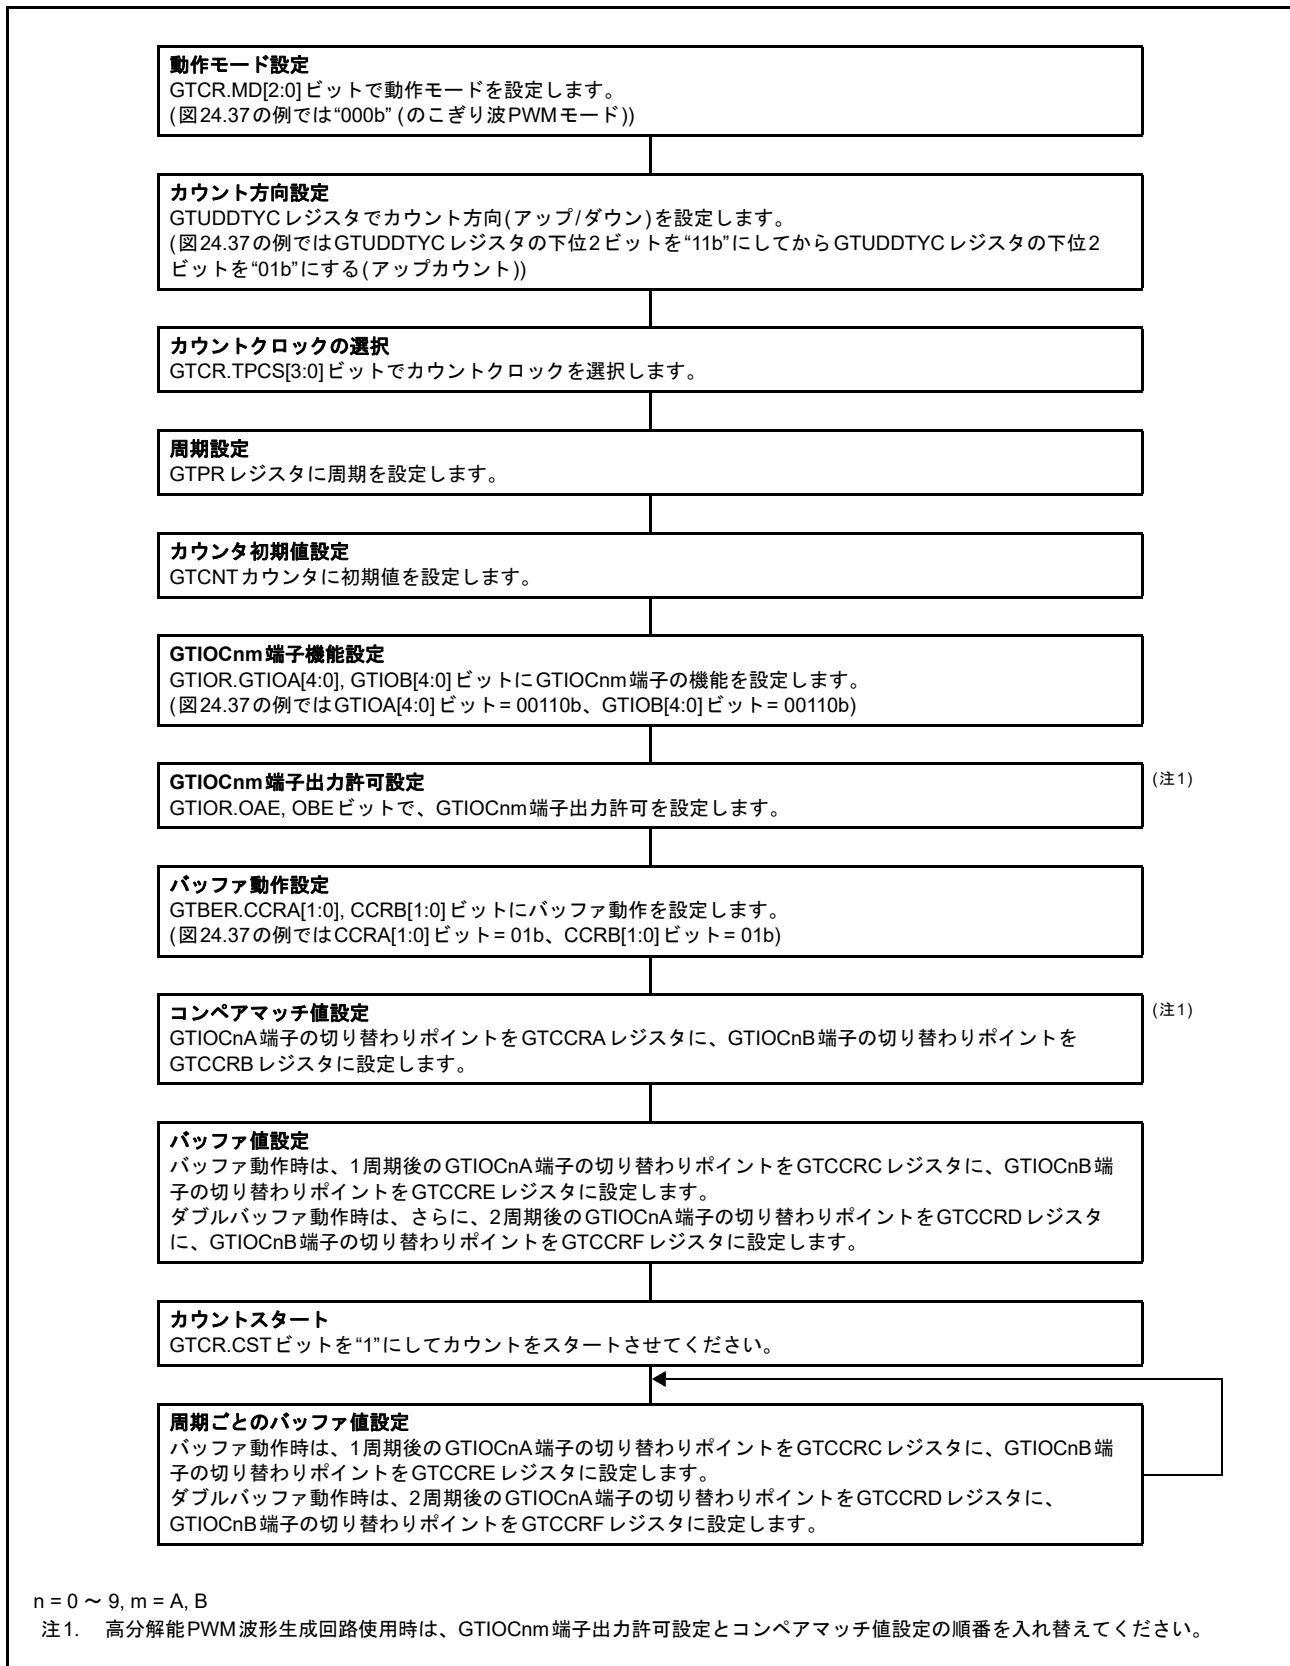 動作モード設定
GTCR.MD[2:0]ビットで動作モードを設定します。
(図24.37の例では“000b” (のこぎり波PWMモード))
カウント方向設定
GTUDDTYCレジスタでカウント方向(アップ/ダウン)を設定します。
(図24.37の例ではGTUDDTYCレジスタの下位2ビットを“11b”にしてからGTUDDTYCレジスタの下位2
ビットを“01b”にする(アップカウント))
カウントクロックの選択
GTCR.TPCS[3:0]ビットでカウントクロックを選択します。
周期設定
GTPRレジスタに周期を設定します。
カウンタ初期値設定
GTCNTカウンタに初期値を設定します。
GTIOCnm端子機能設定
GTIOR.GTIOA[4:0], GTIOB[4:0]ビットにGTIOCnm端子の機能を設定します。
(図24.37の例ではGTIOA[4:0]ビット= 00110b、GTIOB[4:0]ビット= 00110b)
GTIOCnm端子出力許可設定 (注1)
GTIOR.OAE, OBEビットで、GTIOCnm端子出力許可を設定します。
バッファ動作設定
GTBER.CCRA[1:0], CCRB[1:0]ビットにバッファ動作を設定します。
(図24.37の例ではCCRA[1:0]ビット= 01b、CCRB[1:0]ビット= 01b)
コンペアマッチ値設定 (注1)
GTIOCnA端子の切り替わりポイントをGTCCRAレジスタに、GTIOCnB端子の切り替わりポイントを
GTCCRBレジスタに設定します。
バッファ値設定
バッファ動作時は、1周期後のGTIOCnA端子の切り替わりポイントをGTCCRCレジスタに、GTIOCnB端
子の切り替わりポイントをGTCCREレジスタに設定します。
ダブルバッファ動作時は、さらに、2周期後のGTIOCnA端子の切り替わりポイントをGTCCRDレジスタ
に、GTIOCnB端子の切り替わりポイントをGTCCRFレジスタに設定します。
カウントスタート
GTCR.CSTビットを“1”にしてカウントをスタートさせてください。
周期ごとのバッファ値設定
バッファ動作時は、1周期後のGTIOCnA端子の切り替わりポイントをGTCCRCレジスタに、GTIOCnB端
子の切り替わりポイントをGTCCREレジスタに設定します。
ダブルバッファ動作時は、2周期後のGTIOCnA端子の切り替わりポイントをGTCCRDレジスタに、
GTIOCnB端子の切り替わりポイントをGTCCRFレジスタに設定します。
n = 0 ～ 9, m = A, B
注1. 高分解能PWM波形生成回路使用時は、GTIOCnm端子出力許可設定とコンペアマッチ値設定の順番を入れ替えてください。